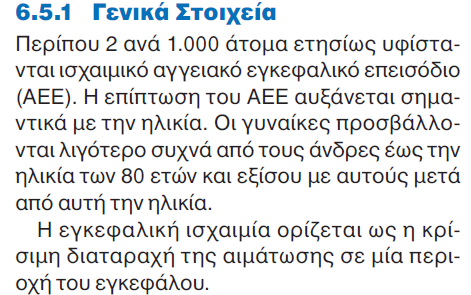 6.5.1 Γενικά Στοιχεία
Περίπου 2 ανά 1.000 άτομα ετησίως υφίστα-
νται ισχαιμικό αγγειακό εγκεφαλικό επεισόδιο
(ΑΕΕ). Η επίπτωση του ΑΕΕ αυξάνεται σημα-
ντικά με την ηλικία. Οι γυναίκες προσβάλλο-
νται λιγότερο συχνά από τους άνδρες έως την
ηλικία των 80 ετών και εξίσου με αυτούς μετά
από αυτή την ηλικία.
Η εγκεφαλική ισχαιμία ορίζεται ως η κρί-
σιμη διαταραχή της αιμάτωσης σε μία περι-
οχή του εγκεφάλου.